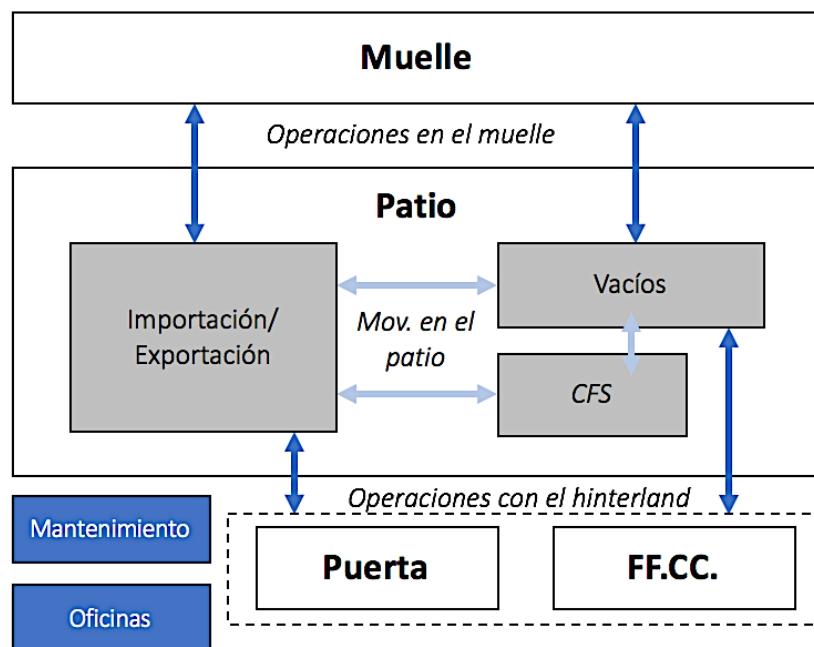 Muelle
Operaciones en el muelle
Patio
Importación/
Exportación
Vacíos
Mov. en el
patio
CFS
Operaciones con el hinterland
Mantenimiento
Puerta
FF.CC.
Oficinas